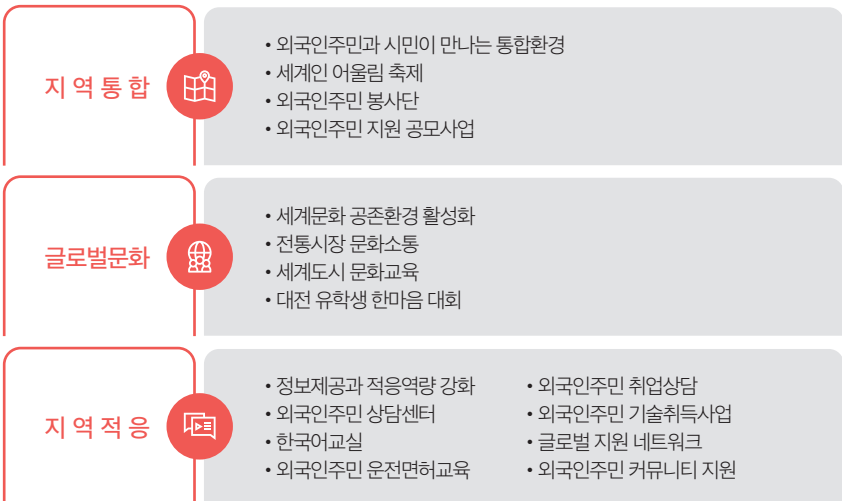 지역통합
• 외국인주민과 시민이 만나는 통합환경
• 세계인 어울림 축제
• 외국인주민 봉사단
• 외국인주민 지원 공모사업
글로벌문화
• 세계문화 공존환경 활성화
• 전통시장 문화소통
• 세계도시 문화교육
• 대전 유학생 한마음 대회
지역적응
• 정보제공과 적응역량 강화
• 외국인주민 상담센터
• 한국어교실
• 외국인주민 운전면허교육
• 외국인주민 취업상담
• 외국인주민 기술취득사업
• 글로벌 지원 네트워크
• 외국인주민 커뮤니티 지원